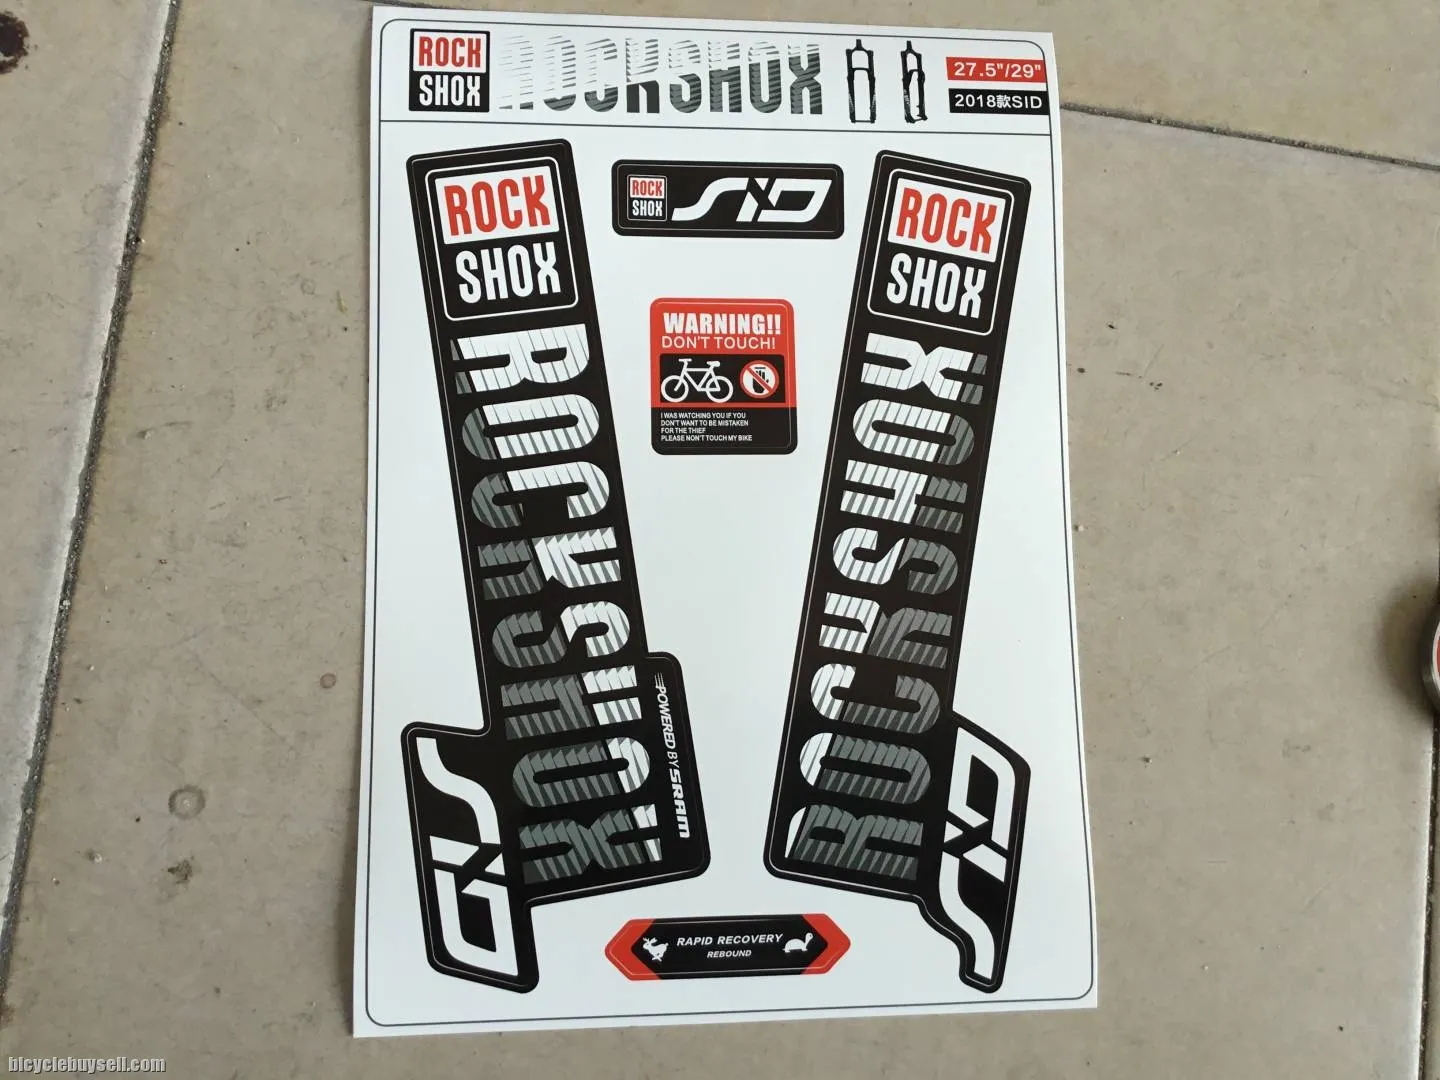 ROCK
SHOX
ROCKSHOX
27.5"/29"
2018款SID
ROCK
SHOX
ROCKSHOX
ROCKSHOX
POWERED BY SRAM
SID
ROCK
SHOX
SID
WARNING!!
DON'T TOUCH!
I WAS WATCHING YOU IF YOU
DON'T WANT TO BE MISTAKEN
FOR THE THIEF
PLEASE NON'T TOUCH MY BIKE
ROCK
SHOX
ROCKSHOX
ROCKSHOX
SID
RAPID RECOVERY
REBOUND
bicyclebuysell.com